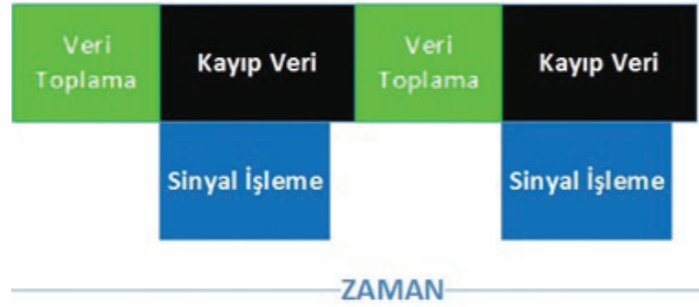 Veri
Toplama
Kayıp Veri
Veri
Toplama
Kayıp Veri
Sinyal İşleme
Sinyal İşleme
ZAMAN